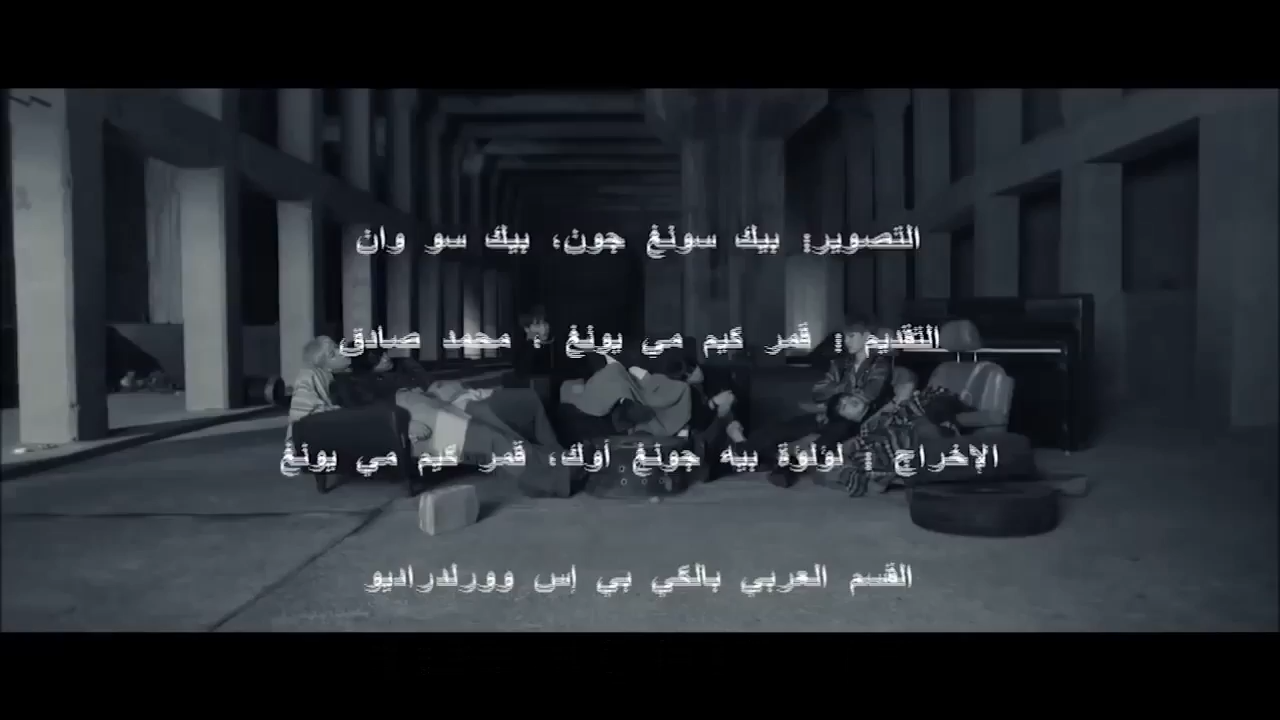 التصوير: بيك سونغ جون، بيك سو وان
التقديم : قمر كيم مي يونغ ، محمد صادق
الإخراج : لؤلؤة بيه جونغ أوك، قمر كيم مي يونغ
القسم العربي بالكي بي إس وورلدراديو